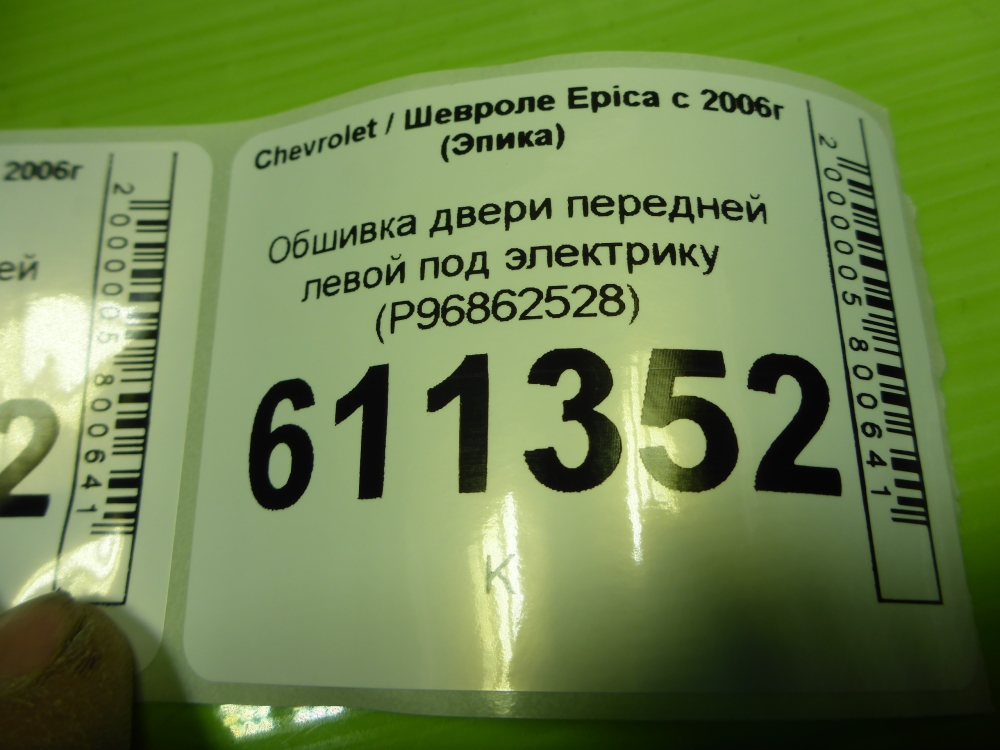 Chevrolet / Шевроле Epica с 2006г
(Эпика)
Обшивка двери передней
левой под электрику
(P96862528)
611352
К
2000005800641
2006г
ей
2
2000005800641